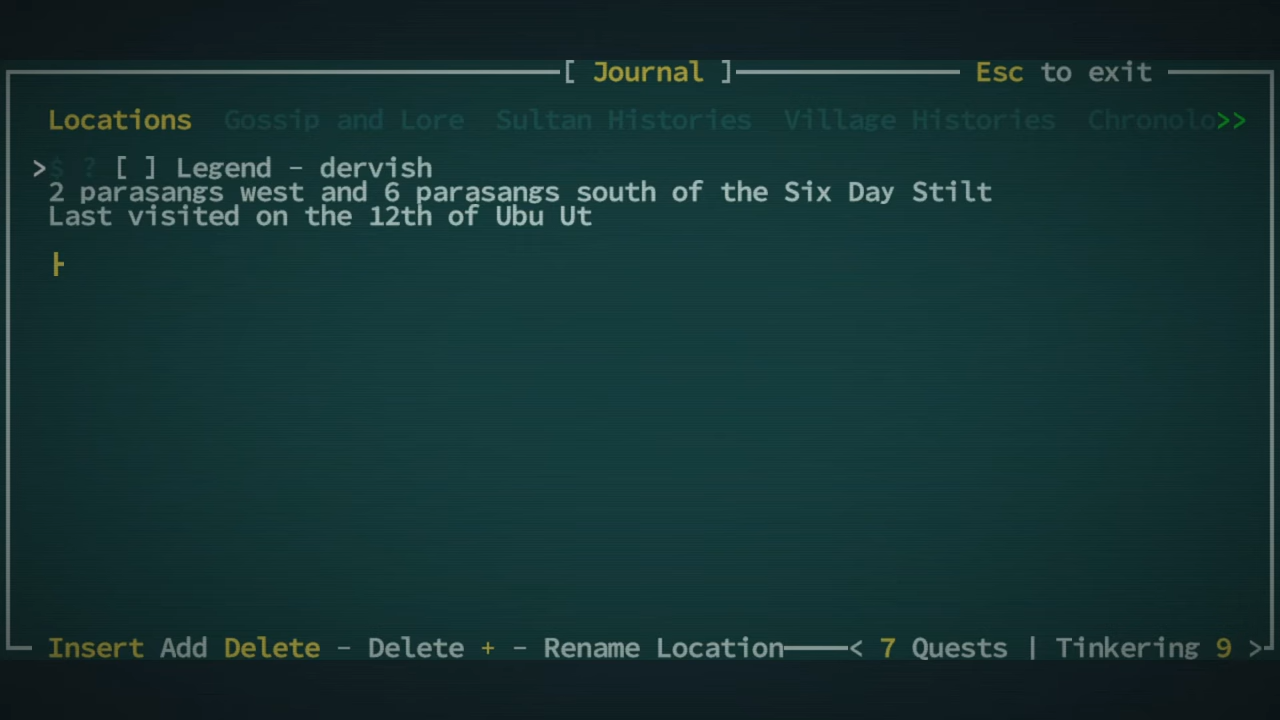 [ Journal ] Esc to exit
Locations Gossip and Lore Sultan Histories Village Histories Chronolo>>
>$ ? [ ] Legend - dervish
2 parasangs west and 6 parasangs south of the Six Day Stilt
Last visited on the 12th of Ubu Ut
Insert Add Delete - Delete + - Rename Location < 7 Quests | Tinkering 9 >